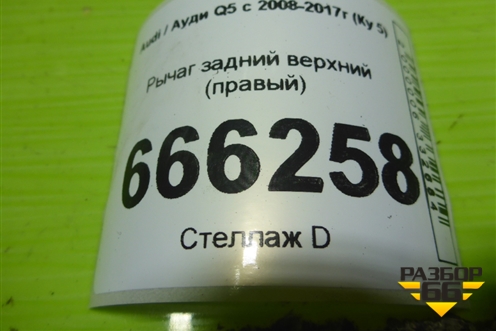 Audi / Ауди Q5 с 2008-2017г (Ку 5)
Рычаг задний верхний
(правый)
666258
Стеллаж D
РАЗБОР
66